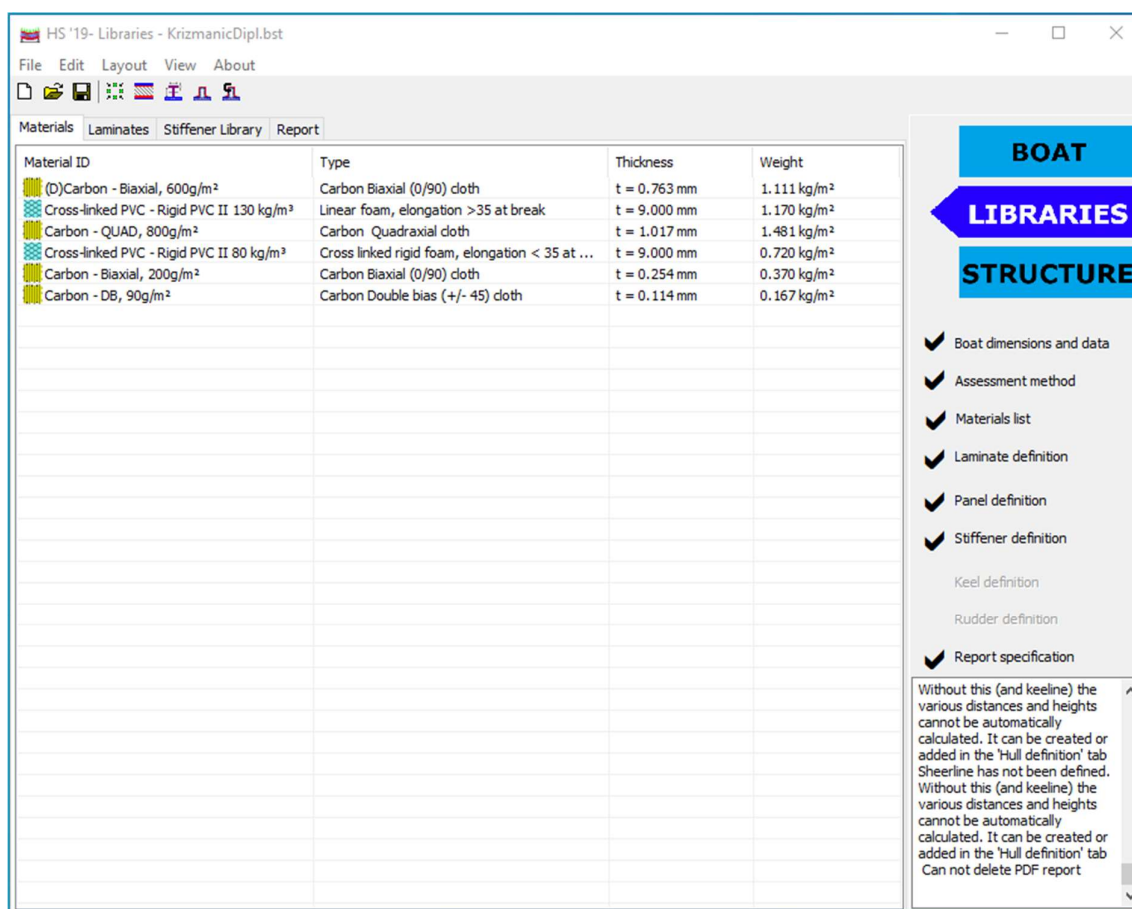 HS '19- Libraries - KrizmanicDipl.bst
File Edit Layout View About
Materials Laminates Stiffener Library Report
Material ID Type Thickness Weight
(D)Carbon - Biaxial, 600g/m² Carbon Biaxial (0/90) cloth t = 0.763 mm 1.111 kg/m²
Cross-linked PVC - Rigid PVC II 130 kg/m³ Linear foam, elongation >35 at break t = 9.000 mm 1.170 kg/m²
Carbon - QUAD, 800g/m² Carbon Quadraxial cloth t = 1.017 mm 1.481 kg/m²
Cross-linked PVC - Rigid PVC II 80 kg/m³ Cross linked rigid foam, elongation < 35 at ... t = 9.000 mm 0.720 kg/m²
Carbon - Biaxial, 200g/m² Carbon Biaxial (0/90) cloth t = 0.254 mm 0.370 kg/m²
Carbon - DB, 90g/m² Carbon Double bias (+/- 45) cloth t = 0.114 mm 0.167 kg/m²
BOAT
LIBRARIES
STRUCTURE
Boat dimensions and data
Assessment method
Materials list
Laminate definition
Panel definition
Stiffener definition
Keel definition
Rudder definition
Report specification
Without this (and keeline) the
various distances and heights
cannot be automatically
calculated. It can be created or
added in the 'Hull definition' tab
Sheerline has not been defined.
Without this (and keeline) the
various distances and heights
cannot be automatically
calculated. It can be created or
added in the 'Hull definition' tab
Can not delete PDF report